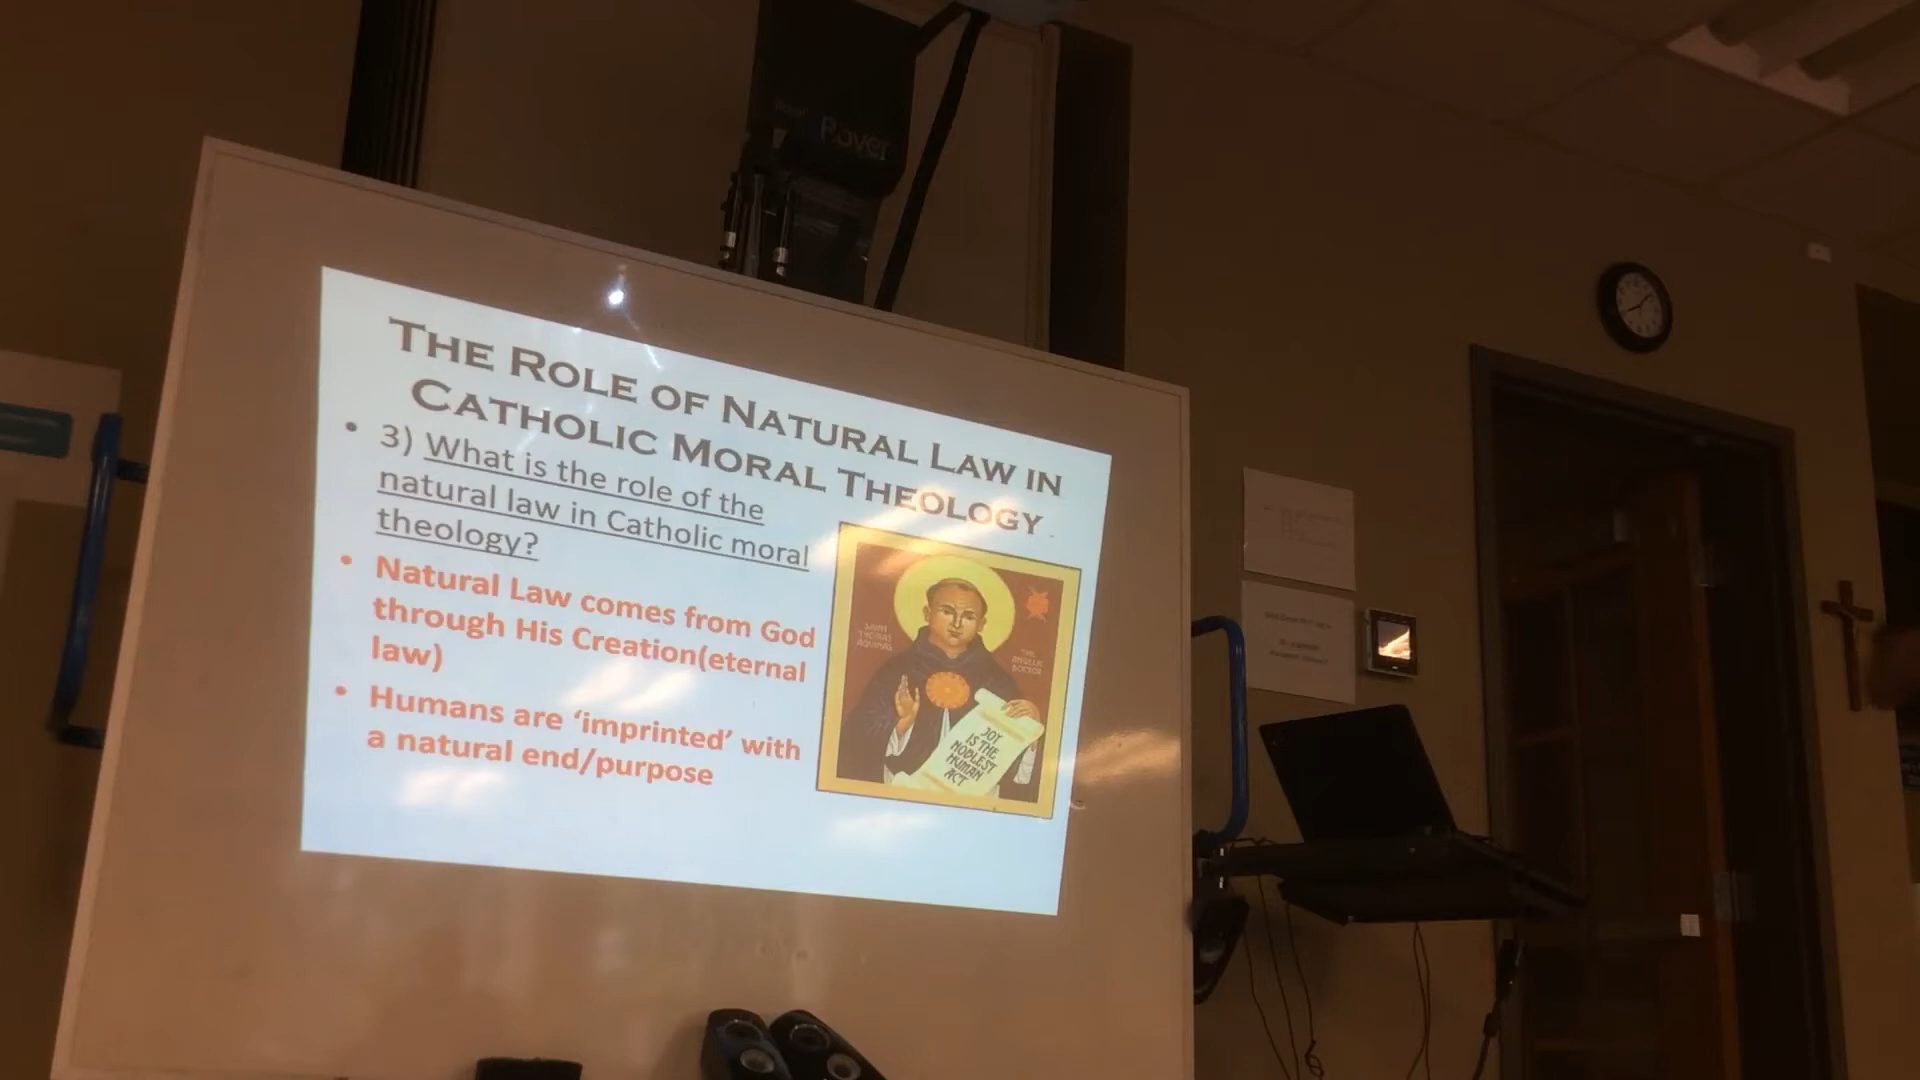 Rover
THE ROLE OF NATURAL LAW IN
CATHOLIC MORAL THEOLOGY
• 3) What is the role of the
natural law in Catholic moral
theology?
• Natural Law comes from God
through His Creation(eternal
law)
• Humans are ‘imprinted’ with
a natural end/purpose
SAINT
THOMAS
AQUINAS
THE
ANGELIC
DOCTOR
JOY
IS THE
NOBLEST
HUMAN
ACT